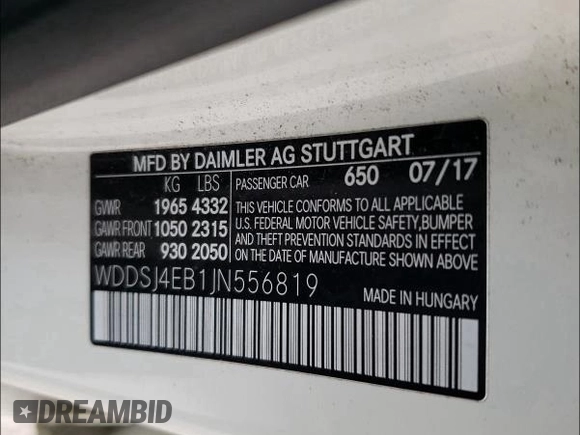 MFD BY DAIMLER AG STUTTGART
KG LBS
GVWR 1965 4332
GAWR FRONT 1050 2315
GAWR REAR 930 2050
PASSENGER CAR 650 07/17
THIS VEHICLE CONFORMS TO ALL APPLICABLE
U.S. FEDERAL MOTOR VEHICLE SAFETY,BUMPER
AND THEFT PREVENTION STANDARDS IN EFFECT
ON THE DATE OF MANUFACTURE SHOWN ABOVE.
WDDSJ4EB1JN556819
MADE IN HUNGARY
DREAMBID